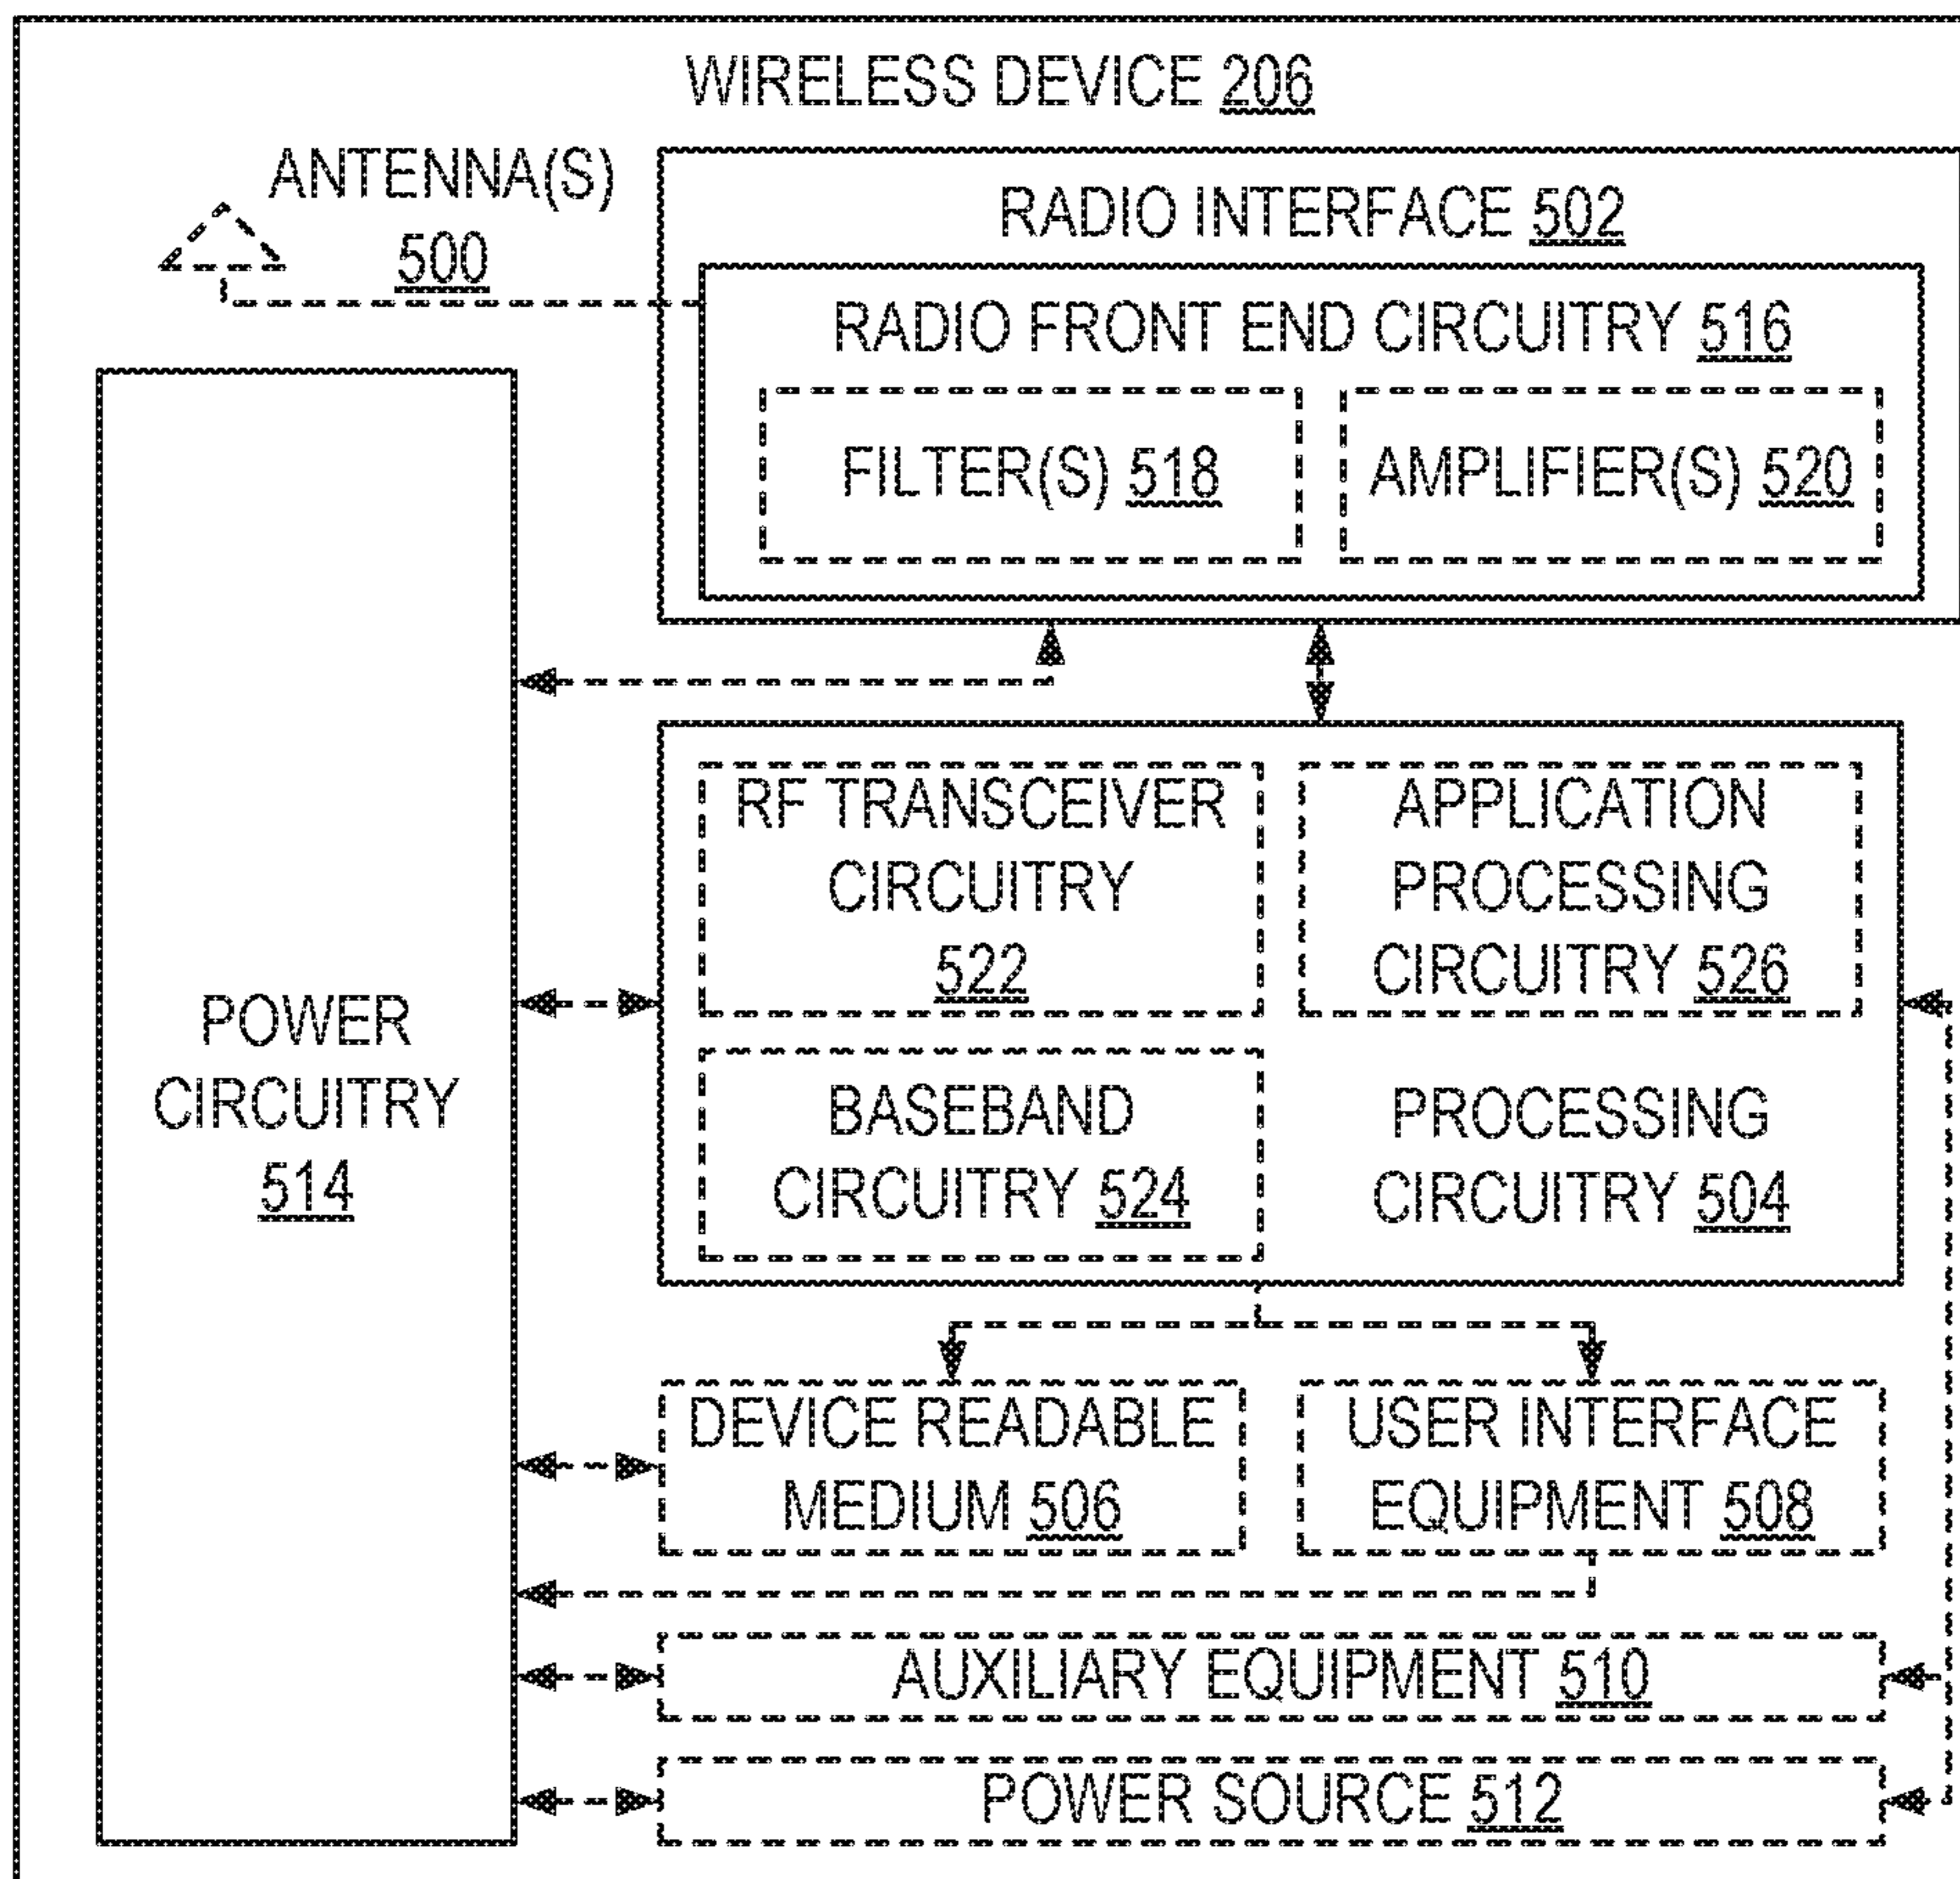 WIRELESS DEVICE 206
ANTENNA(S)
500
RADIO INTERFACE 502
RADIO FRONT END CIRCUITRY 516
FILTER(S) 518
AMPLIFIER(S) 520
POWER
CIRCUITRY
514
RF TRANSCEIVER
CIRCUITRY
522
APPLICATION
PROCESSING
CIRCUITRY 526
BASEBAND
CIRCUITRY 524
PROCESSING
CIRCUITRY 504
DEVICE READABLE
MEDIUM 506
USER INTERFACE
EQUIPMENT 508
AUXILIARY EQUIPMENT 510
POWER SOURCE 512